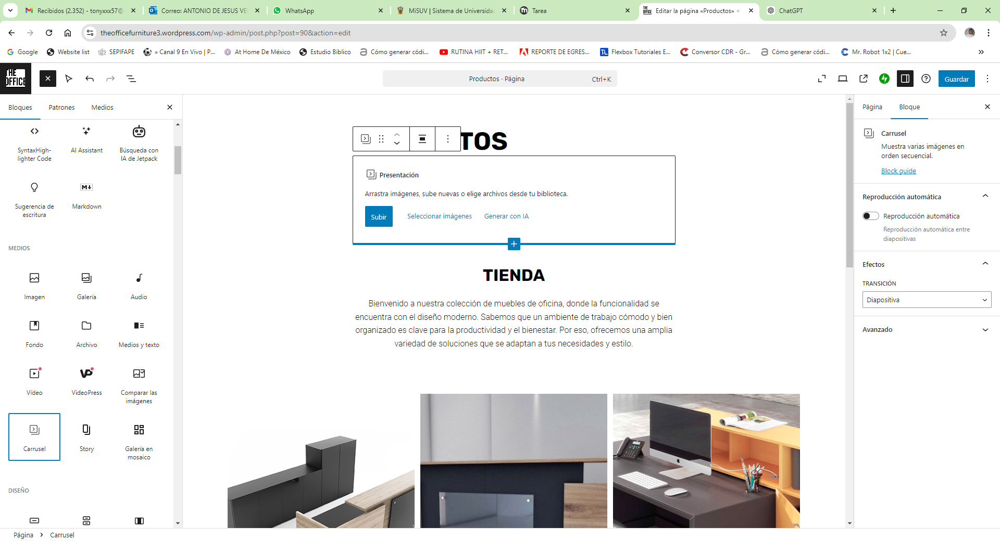 Recibidos (2.352) - tonyxxx57@
Correo: ANTONIO DE JESUS VE
WhatsApp
MiSUV | Sistema de Universidad
Tarea
THE OFFICE
Editar la página «Productos» <
ChatGPT
theofficefurniture3.wordpress.com/wp-admin/post.php?post=90&action=edit
Google
Website list
SEPIFAPE
» Canal 9 En Vivo | P...
At Home De México
Estudio Biblico
Cómo generar códi...
RUTINA HIIT + RET...
REPORTE DE EGRES...
Flexbox Tutoriales E...
Conversor CDR - Gr...
Cómo generar códi...
Mr. Robot 1x2 | Cue...
»
THE OFFICE
Productos · Página
Ctrl+K
Guardar
Bloques
Patrones
Medios
SyntaxHigh-
lighter Code
AI Assistant
Búsqueda con
IA de Jetpack
Sugerencia de
escritura
Markdown
MEDIOS
Imagen
Galería
Audio
Fondo
Archivo
Medios y texto
Vídeo
VideoPress
Comparar las
imágenes
Carrusel
Story
Galería en
mosaico
DISEÑO
TOS
Presentación
Arrastra imágenes, sube nuevas o elige archivos desde tu biblioteca.
Subir
Seleccionar imágenes
Generar con IA
TIENDA
Bienvenido a nuestra colección de muebles de oficina, donde la funcionalidad se
encuentra con el diseño moderno. Sabemos que un ambiente de trabajo cómodo y bien
organizado es clave para la productividad y el bienestar. Por eso, ofrecemos una amplia
variedad de soluciones que se adaptan a tus necesidades y estilo.
Página
Bloque
Carrusel
Muestra varias imágenes en
orden secuencial.
Block guide
Reproducción automática
Reproducción automática
Reproducción automática entre
diapositivas
Efectos
TRANSICIÓN
Diapositiva
Avanzado
Página
Carrusel